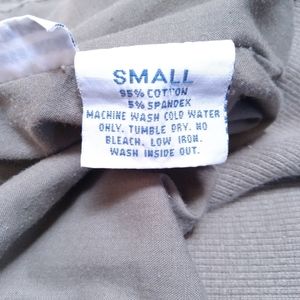 SMALL
95% COTTON
5% SPANDEX
MACHINE WASH COLD WATER
ONLY. TUMBLE DRY. NO
BLEACH. LOW IRON.
WASH INSIDE OUT.